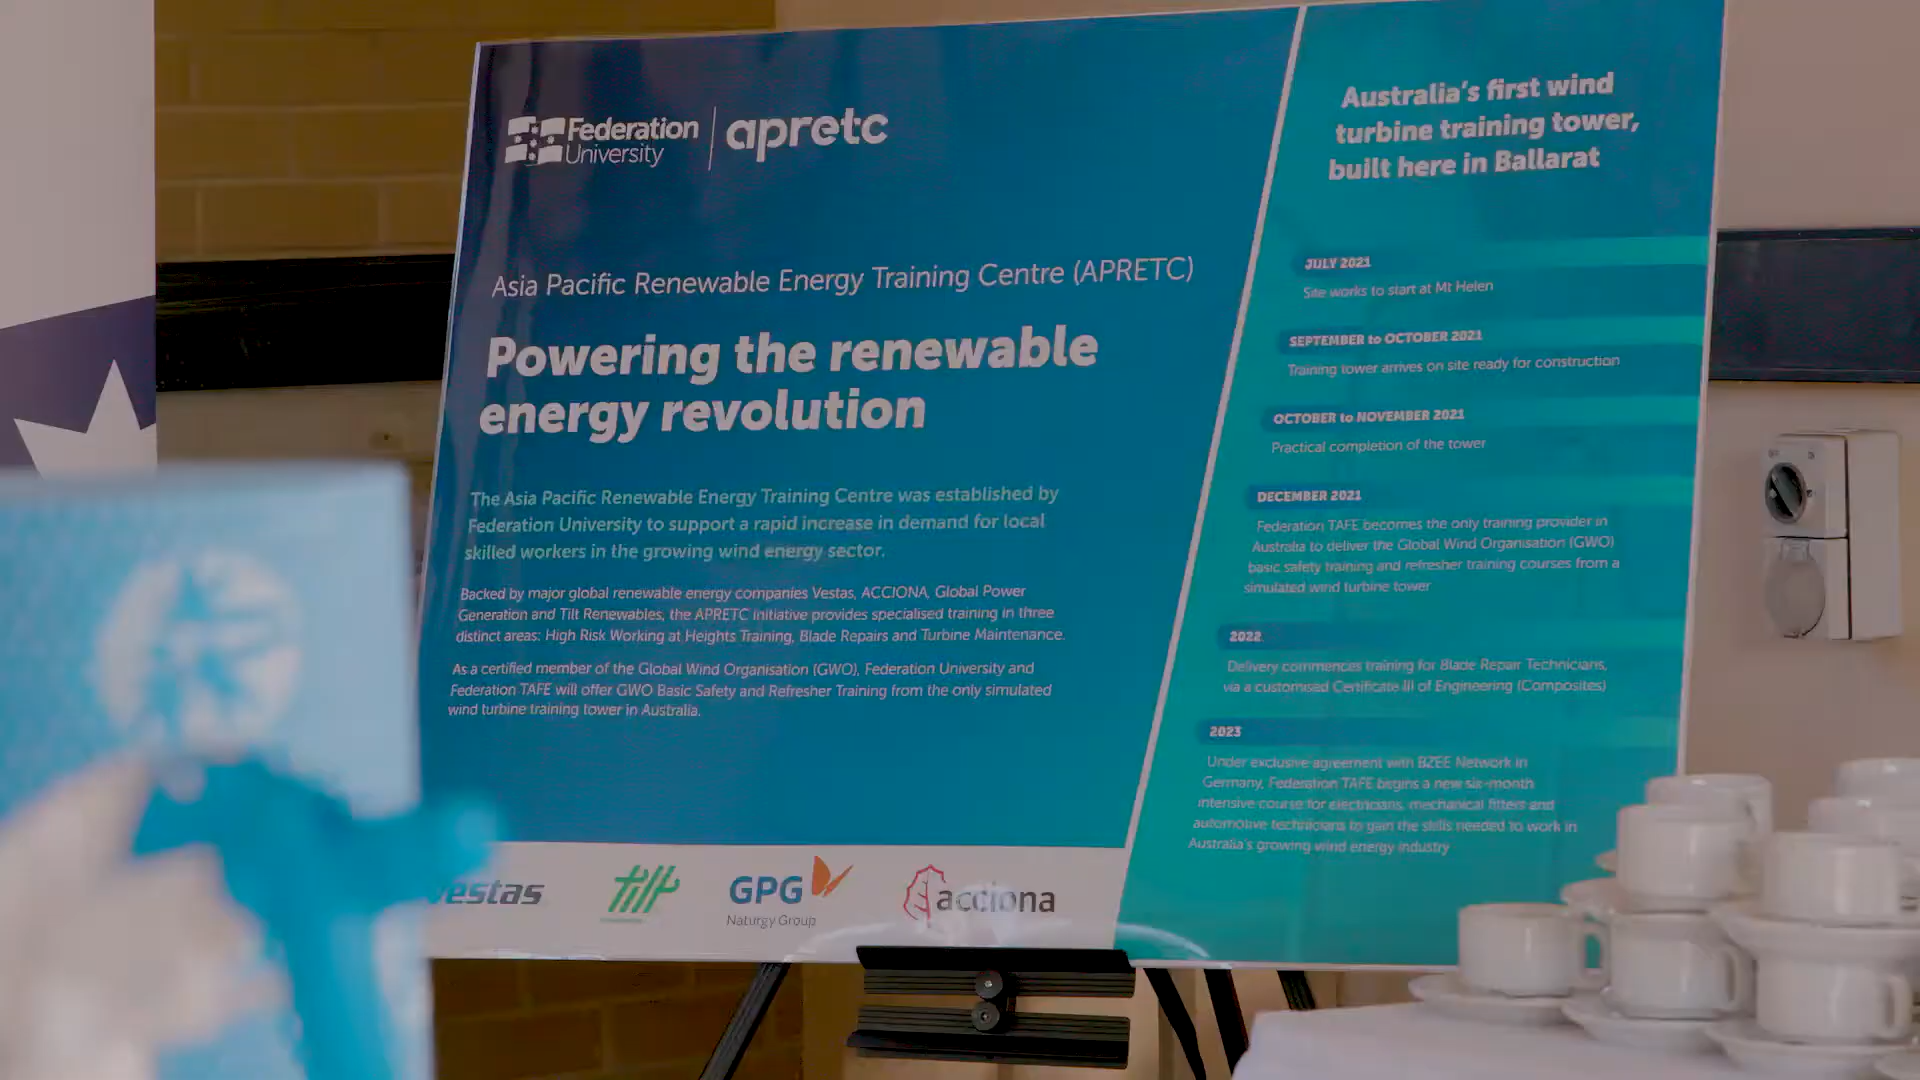 Federation
University
apretc
Asia Pacific Renewable Energy Training Centre (APRETC)
Powering the renewable
energy revolution
The Asia Pacific Renewable Energy Training Centre was established by
Federation University to support a rapid increase in demand for local
skilled workers in the growing wind energy sector.
Backed by major global renewable energy companies Vestas, ACCIONA, Global Power
Generation and Tilt Renewables, the APRETC initiative provides specialised training in three
distinct areas: High Risk Working at Heights Training, Blade Repairs and Turbine Maintenance.
As a certified member of the Global Wind Organisation (GWO), Federation University and
Federation TAFE will offer GWO Basic Safety and Refresher Training from the only simulated
wind turbine training tower in Australia.
Vestas
tilt
GPG
Naturgy Group
acciona
Australia's first wind
turbine training tower,
built here in Ballarat
JULY 2021
Site works to start at Mt Helen
SEPTEMBER to OCTOBER 2021
Training tower arrives on site ready for construction
OCTOBER to NOVEMBER 2021
Practical completion of the tower
DECEMBER 2021
Federation TAFE becomes the only training provider in
Australia to deliver the Global Wind Organisation (GWO)
basic safety training and refresher training courses from a
simulated wind turbine tower
2022
Delivery commences training for Blade Repair Technicians,
via a customised Certificate III of Engineering (Composites)
2023
Under exclusive agreement with BZEE Network in
Germany, Federation TAFE begins a new six-month
intensive course for electricians, mechanical fitters and
automotive technicians to gain the skills needed to work in
Australia's growing wind energy industry